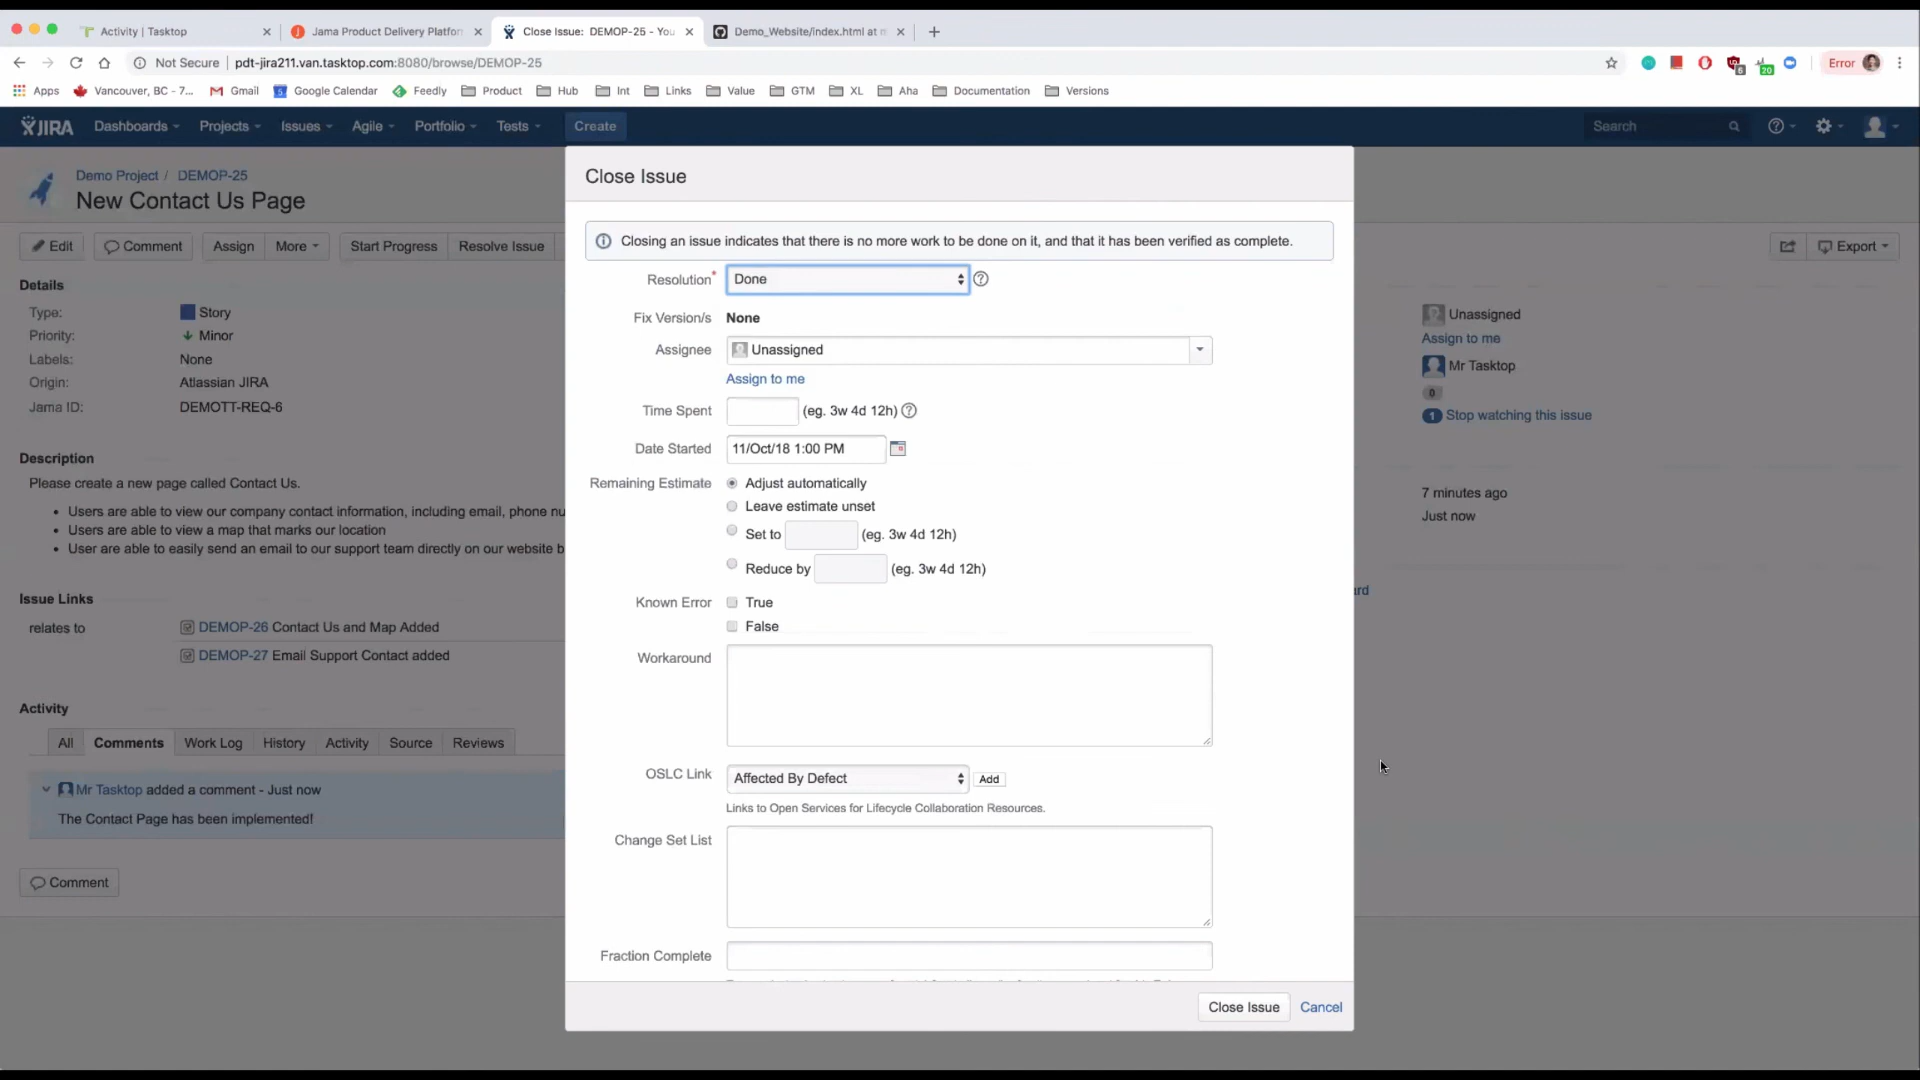 Activity | Tasktop
Jama Product Delivery Platfor
Close Issue: DEMOP-25 - You
Demo_Website/index.html at
Not Secure | pdt-jira211.van.tasktop.com:8080/browse/DEMOP-25
Error
Apps Vancouver, BC - 7... Gmail Google Calendar Feedly Product Hub Int Links Value GTM XL Aha Documentation Versions
JIRA Dashboards Projects Issues Agile Portfolio Tests Create Search
Demo Project / DEMOP-25
New Contact Us Page
Edit Comment Assign More Start Progress Resolve Issue Export
Details
Type: Story
Priority: Minor
Labels: None
Origin: Atlassian JIRA
Jama ID: DEMOTT-REQ-6
Description
Please create a new page called Contact Us.
• Users are able to view our company contact information, including email, phone nu
• Users are able to view a map that marks our location
• User are able to easily send an email to our support team directly on our website b
Issue Links
relates to
DEMOP-26 Contact Us and Map Added
DEMOP-27 Email Support Contact added
Activity
All Comments Work Log History Activity Source Reviews
Mr Tasktop added a comment - Just now
The Contact Page has been implemented!
Comment
Close Issue
Closing an issue indicates that there is no more work to be done on it, and that it has been verified as complete.
Resolution* Done
Fix Version/s None
Assignee Unassigned
Assign to me
Time Spent (eg. 3w 4d 12h)
Date Started 11/Oct/18 1:00 PM
Remaining Estimate Adjust automatically
Leave estimate unset
Set to (eg. 3w 4d 12h)
Reduce by (eg. 3w 4d 12h)
Known Error True
False
Workaround
OSLC Link Affected By Defect Add
Links to Open Services for Lifecycle Collaboration Resources.
Change Set List
Fraction Complete
Close Issue Cancel
Unassigned
Assign to me
Mr Tasktop
0
1 Stop watching this issue
7 minutes ago
Just now
rd